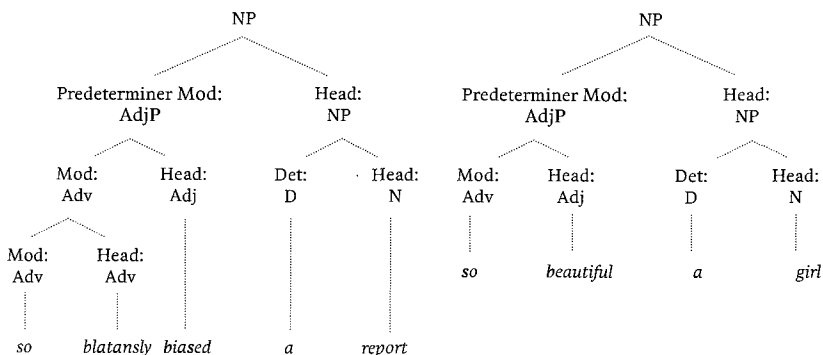 NP
Predeterminer Mod: Head:
AdjP NP
Mod: Head: Det: Head:
Adv Adj D N
Mod: Head:
Adv Adv
so blatansly biased a report
NP
Predeterminer Mod: Head:
AdjP NP
Mod: Head: Det: Head:
Adv Adj D N
so beautiful a girl